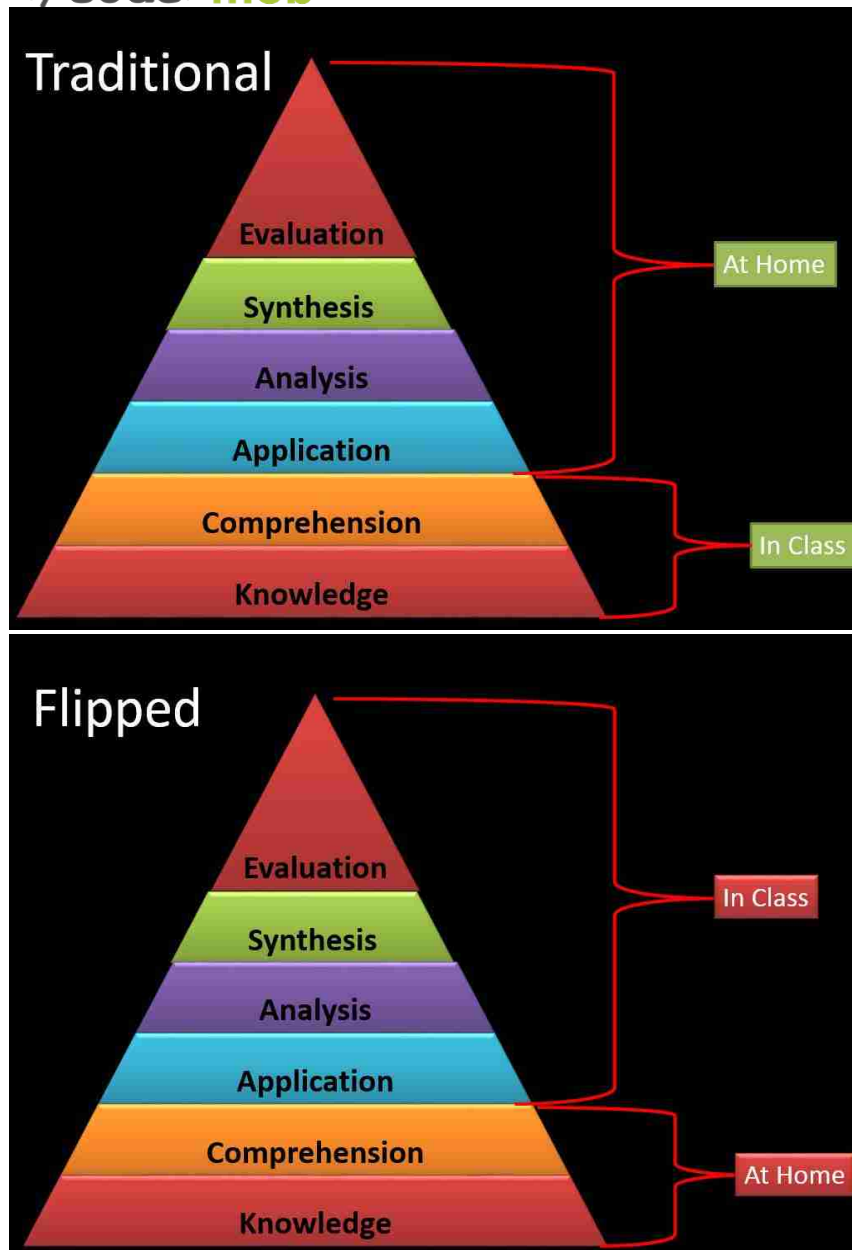 Traditional
Evaluation
Synthesis
Analysis
Application
Comprehension
Knowledge
At Home
In Class
Flipped
Evaluation
Synthesis
Analysis
Application
Comprehension
Knowledge
In Class
At Home